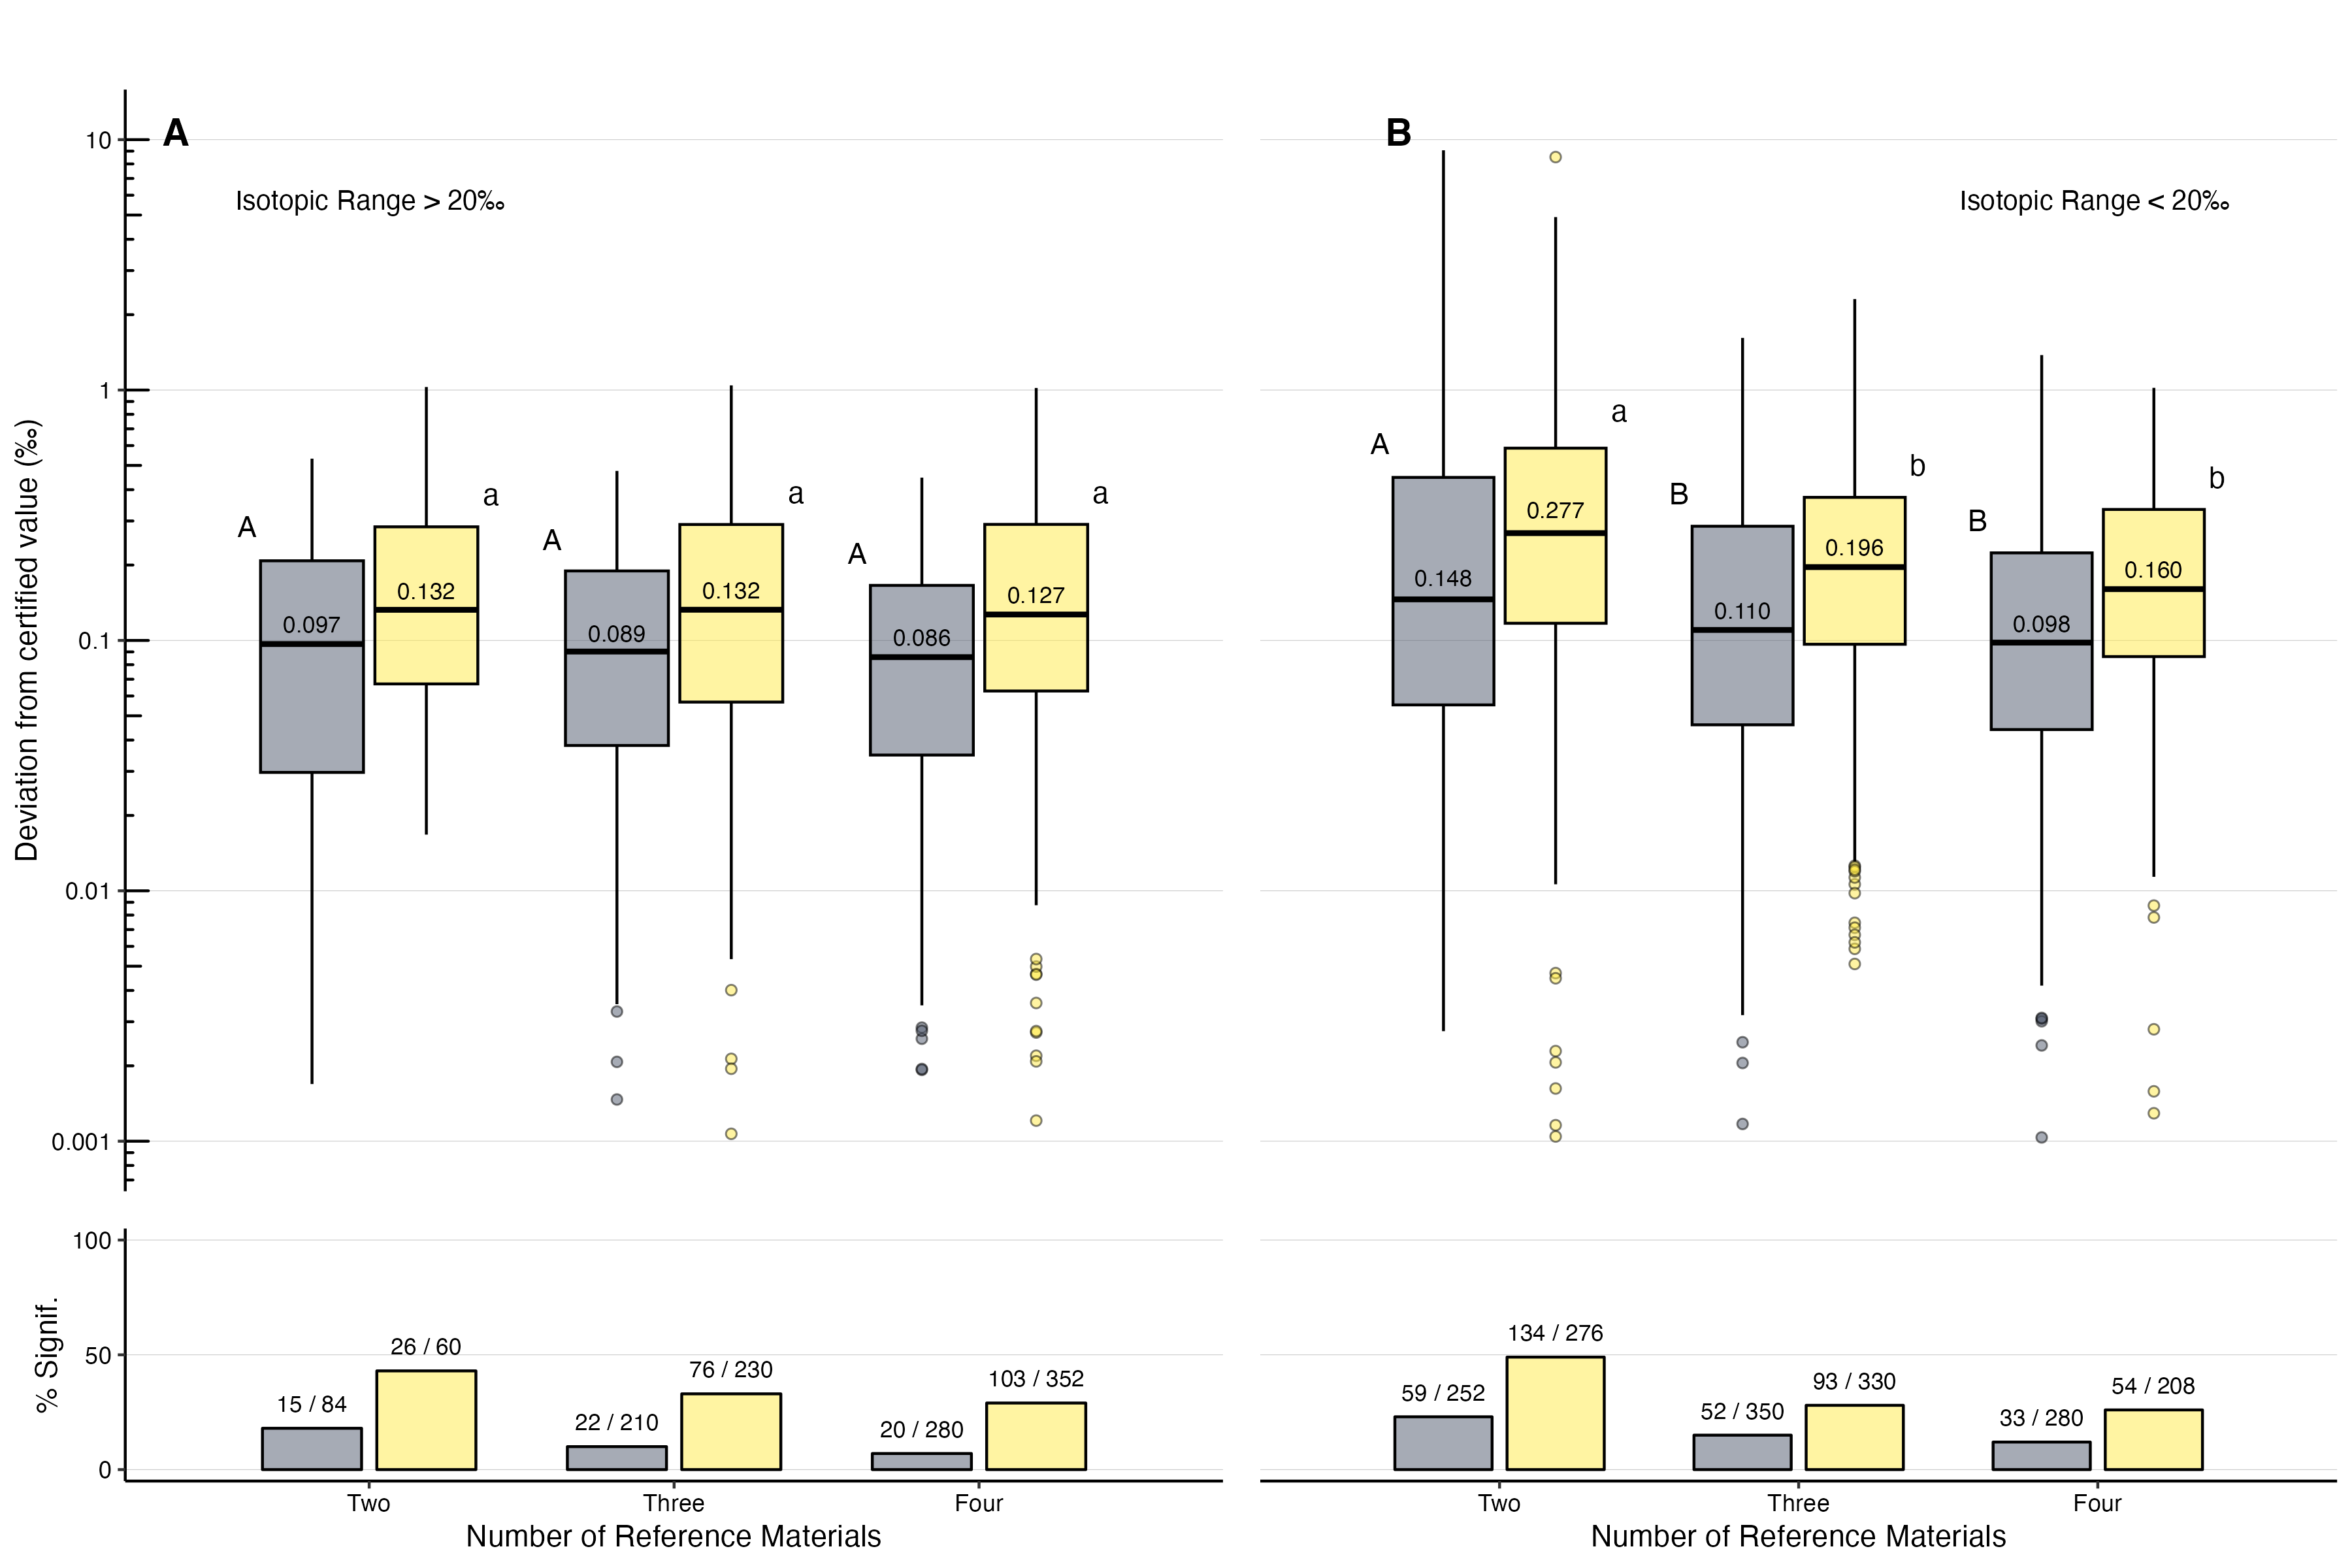 A
B
Isotopic Range > 20‰
Isotopic Range < 20‰
Deviation from certified value (‰)
10
1
0.1
0.01
0.001
A
a
A
a
A
a
0.097
0.132
0.089
0.132
0.086
0.127
A
a
B
b
B
b
0.148
0.277
0.110
0.196
0.098
0.160
% Signif.
100
50
0
15 / 84
26 / 60
22 / 210
76 / 230
20 / 280
103 / 352
59 / 252
134 / 276
52 / 350
93 / 330
33 / 280
54 / 208
Two
Three
Four
Two
Three
Four
Number of Reference Materials
Number of Reference Materials